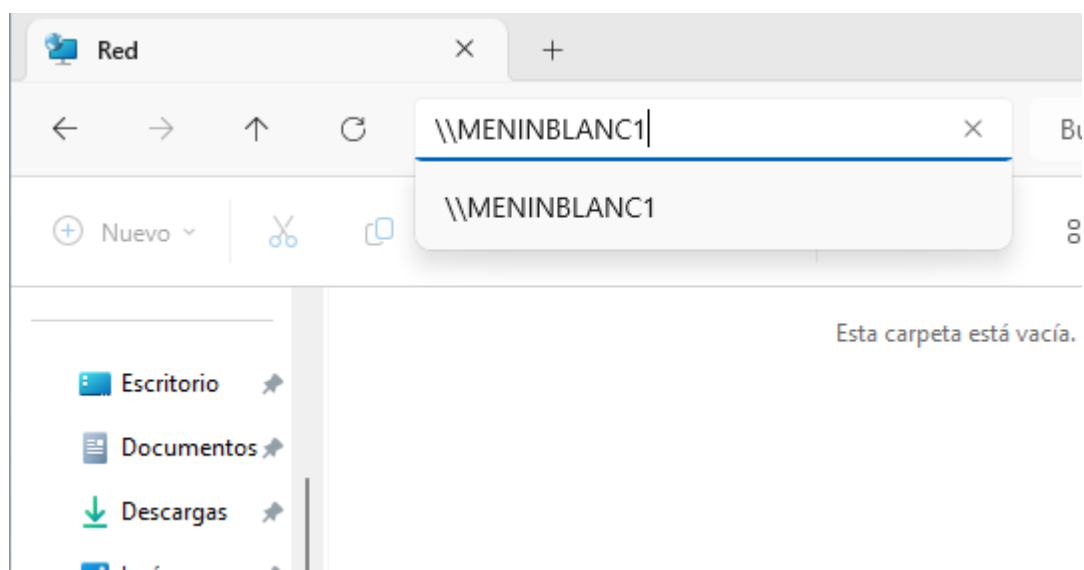 Red
\\MENINBLANC1
\\MENINBLANC1
Nuevo
Esta carpeta está vacía.
Escritorio
Documentos
Descargas